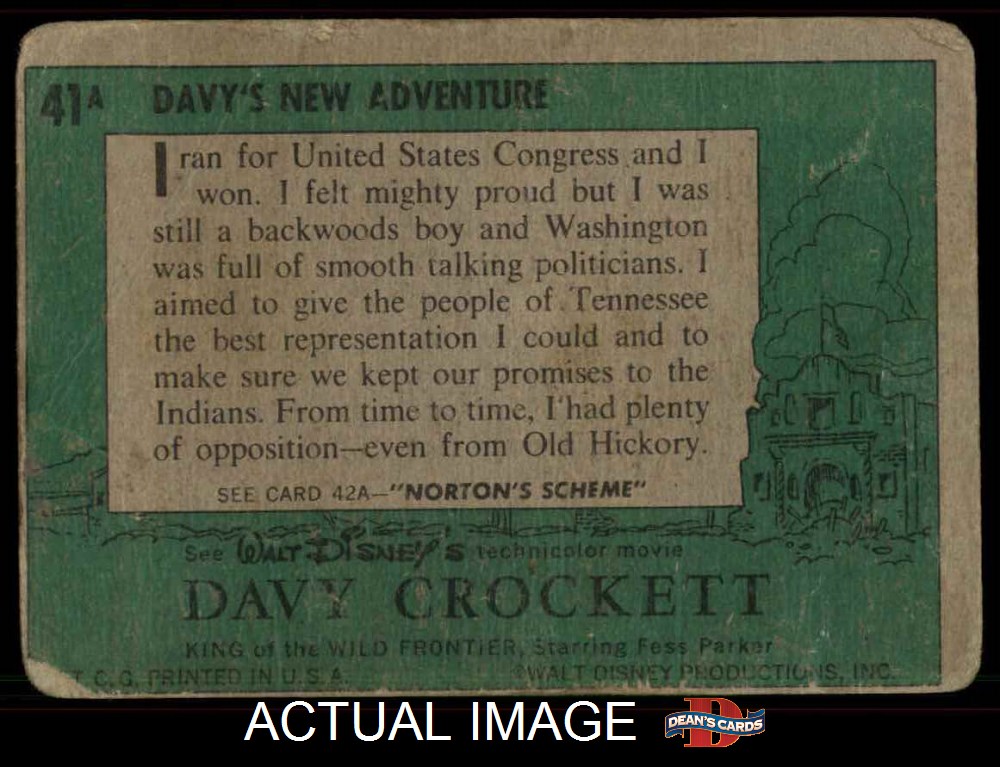 41A DAVY'S NEW ADVENTURE
I ran for United States Congress and I
won. I felt mighty proud but I was
still a backwoods boy and Washington
was full of smooth talking politicians. I
aimed to give the people of Tennessee
the best representation I could and to
make sure we kept our promises to the
Indians. From time to time, I had plenty
of opposition—even from Old Hickory.
SEE CARD 42A—"NORTON'S SCHEME"
See WALT DISNEY'S technicolor movie
DAVY CROCKETT
KING of the WILD FRONTIER, Starring Fess Parker
T.C.G. PRINTED IN U.S.A. ©WALT DISNEY PRODUCTIONS, INC.
ACTUAL IMAGE D DEAN'S CARDS